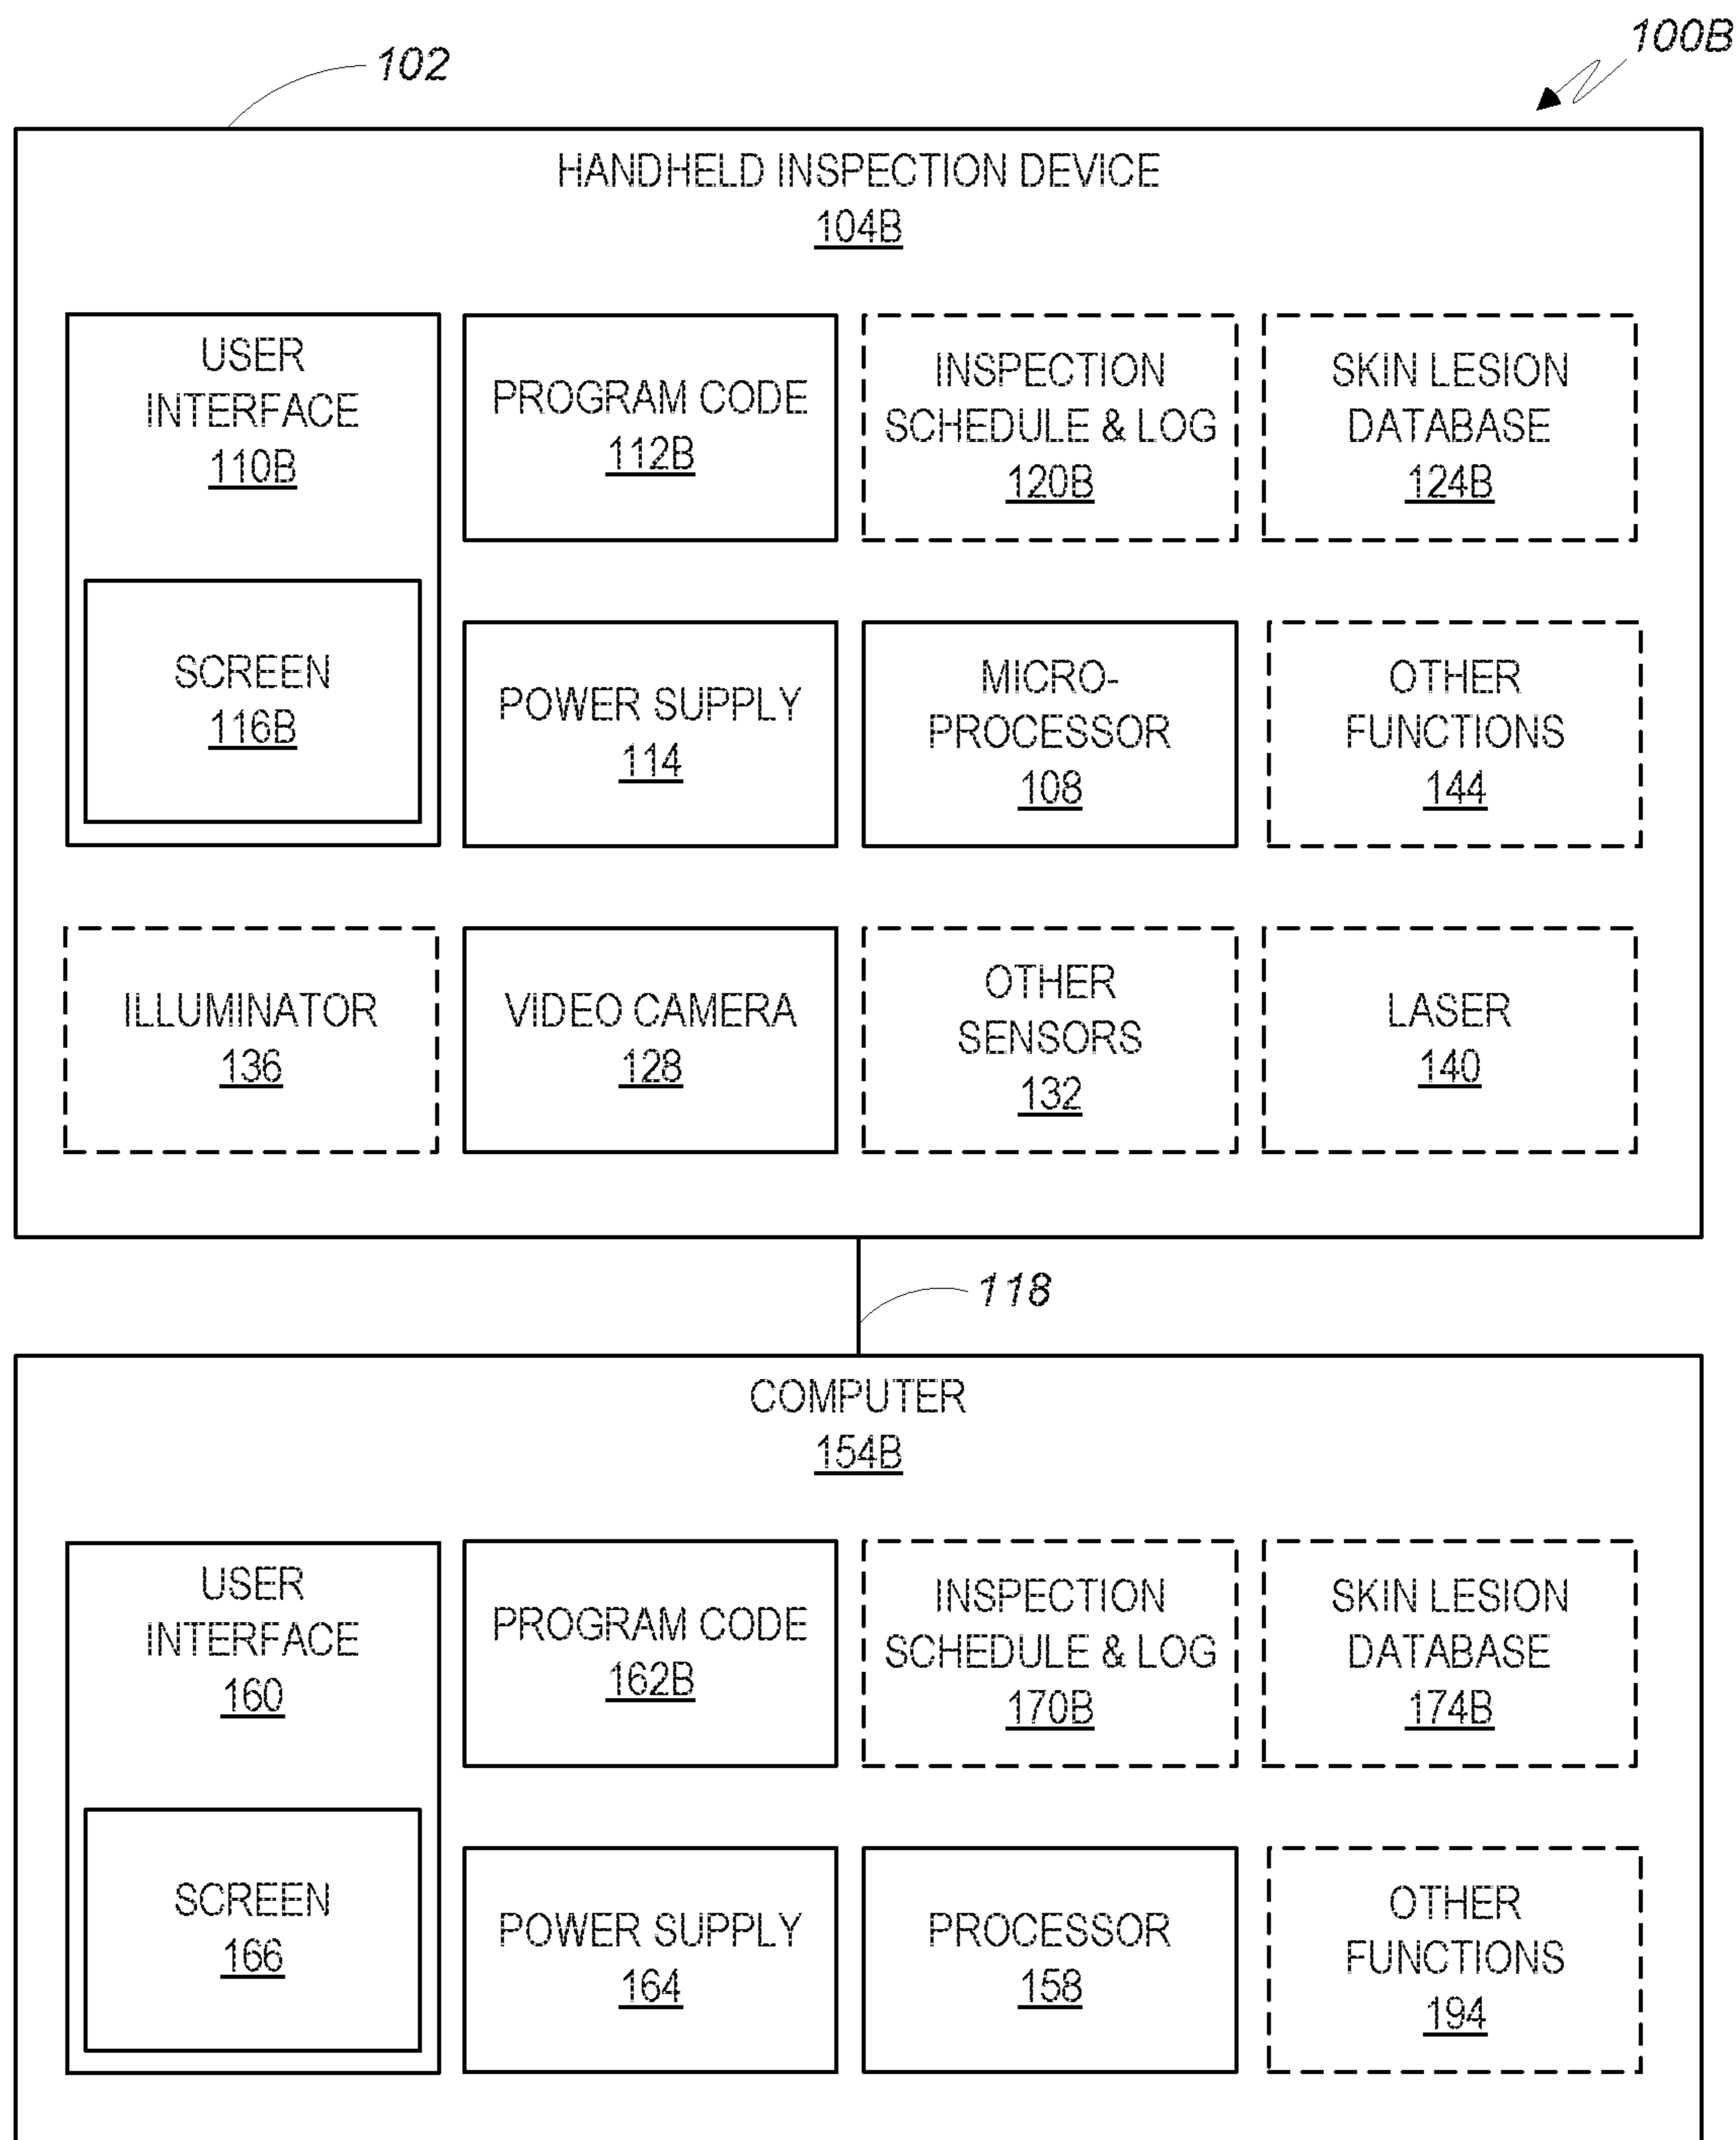 100B
102
HANDHELD INSPECTION DEVICE
104B
USER
INTERFACE
110B
SCREEN
116B
PROGRAM CODE
112B
INSPECTION
SCHEDULE & LOG
120B
SKIN LESION
DATABASE
124B
POWER SUPPLY
114
MICRO-
PROCESSOR
108
OTHER
FUNCTIONS
144
ILLUMINATOR
136
VIDEO CAMERA
128
OTHER
SENSORS
132
LASER
140
118
COMPUTER
154B
USER
INTERFACE
160
SCREEN
166
PROGRAM CODE
162B
INSPECTION
SCHEDULE & LOG
170B
SKIN LESION
DATABASE
174B
POWER SUPPLY
164
PROCESSOR
158
OTHER
FUNCTIONS
194